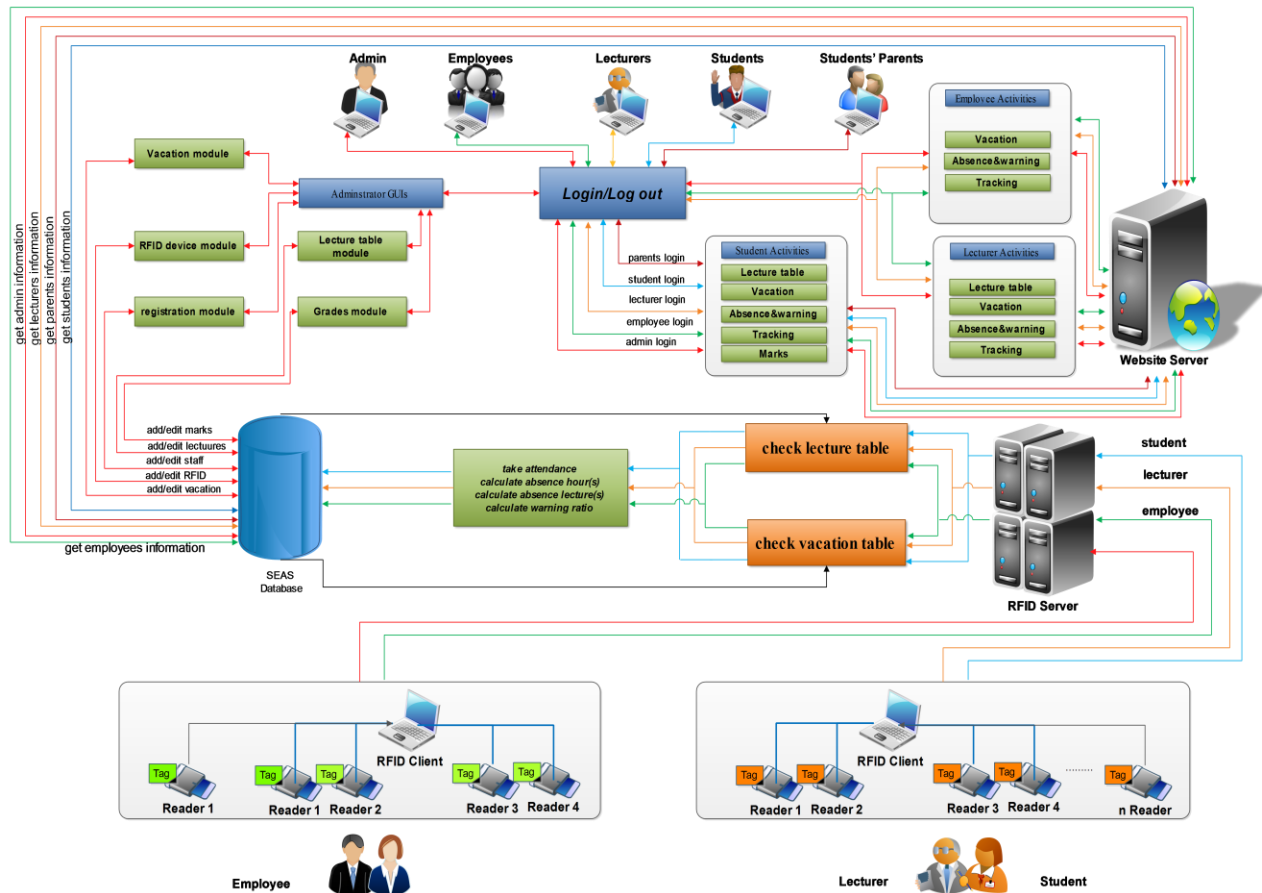 Admin
Employees
Lecturers
Students
Students' Parents
Employee Activities
Vacation
Absence&warning
Tracking
Vacation module
Adminstrator GUIs
Login/Log out
RFID device module
Lecture table
module
registration module
Grades module
get admin information
get lecturers information
get parents information
get students information
parents login
student login
lecturer login
employee login
admin login
Student Activities
Lecture table
Vacation
Absence&warning
Tracking
Marks
Lecturer Activities
Lecture table
Vacation
Absence&warning
Tracking
Website Server
add/edit marks
add/edit lectuures
add/edit staff
add/edit RFID
add/edit vacation
get employees information
SEAS
Database
take attendance
calculate absence hour(s)
calculate absence lecture(s)
calculate warning ratio
check lecture table
check vacation table
student
lecturer
employee
RFID Server
RFID Client
Tag
Tag
Tag
Tag
Tag
Reader 1
Reader 1
Reader 2
Reader 3
Reader 4
Employee
RFID Client
Tag
Tag
Tag
Tag
Tag
Reader 1
Reader 2
Reader 3
Reader 4
n Reader
Lecturer
Student